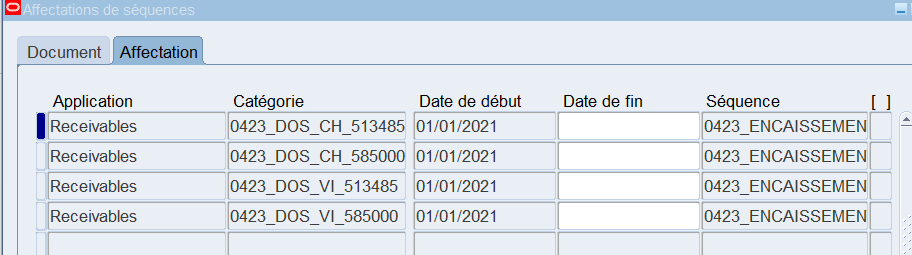 Affectations de séquences
Document Affectation
Application Catégorie Date de début Date de fin Séquence [ ]
Receivables 0423_DOS_CH_513485 01/01/2021 0423_ENCAISSEMEN
Receivables 0423_DOS_CH_585000 01/01/2021 0423_ENCAISSEMEN
Receivables 0423_DOS_VI_513485 01/01/2021 0423_ENCAISSEMEN
Receivables 0423_DOS_VI_585000 01/01/2021 0423_ENCAISSEMEN